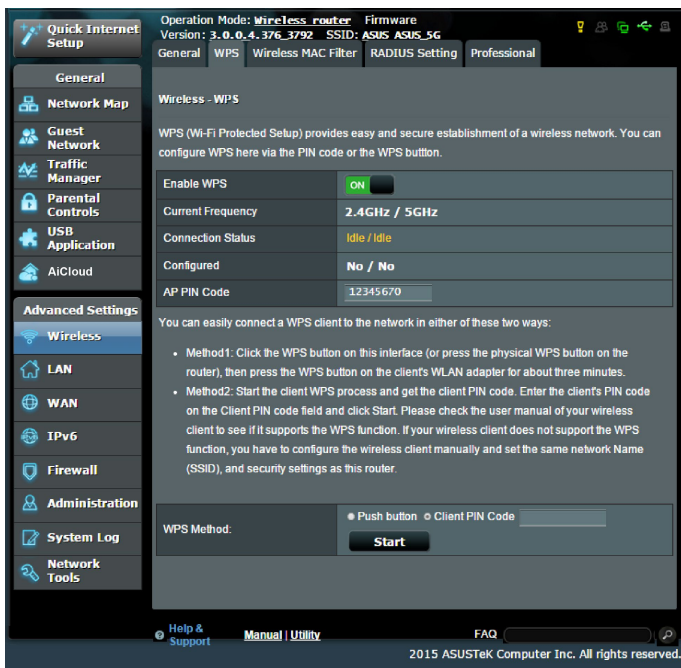 Quick Internet Setup
Operation Mode: Wireless router Firmware
Version: 3.0.0.4.376_3792 SSID: ASUS ASUS_5G
General WPS Wireless MAC Filter RADIUS Setting Professional
General
Network Map
Guest Network
Traffic Manager
Parental Controls
USB Application
AiCloud
Advanced Settings
Wireless
LAN
WAN
IPv6
Firewall
Administration
System Log
Network Tools
Wireless - WPS
WPS (Wi-Fi Protected Setup) provides easy and secure establishment of a wireless network. You can
configure WPS here via the PIN code or the WPS buttton.
Enable WPS ON
Current Frequency 2.4GHz / 5GHz
Connection Status Idle / Idle
Configured No / No
AP PIN Code 12345670
You can easily connect a WPS client to the network in either of these two ways:
• Method1: Click the WPS button on this interface (or press the physical WPS button on the
router), then press the WPS button on the client's WLAN adapter for about three minutes.
• Method2: Start the client WPS process and get the client PIN code. Enter the client's PIN code
on the Client PIN code field and click Start. Please check the user manual of your wireless
client to see if it supports the WPS function. If your wireless client does not support the WPS
function, you have to configure the wireless client manually and set the same network Name
(SSID), and security settings as this router.
WPS Method: Push button Client PIN Code
Start
Help & Support Manual | Utility FAQ
2015 ASUSTeK Computer Inc. All rights reserved.